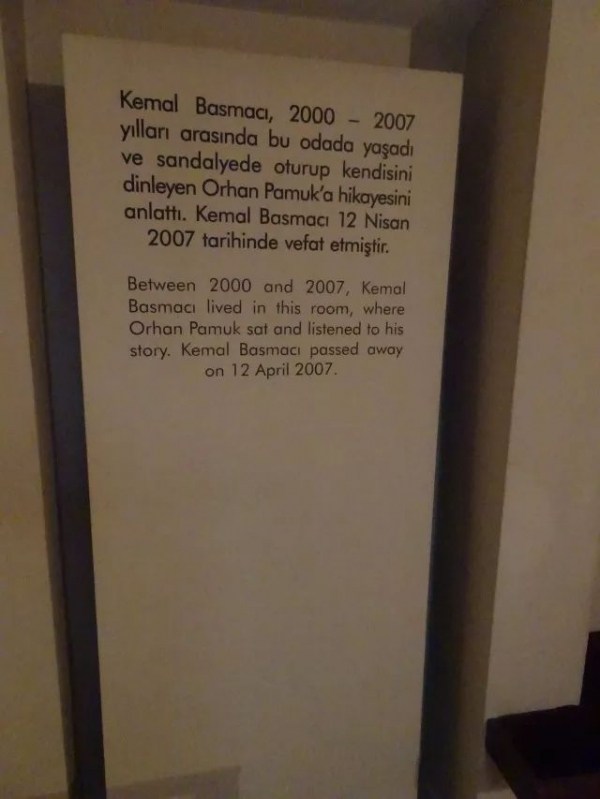 Kemal Basmacı, 2000 – 2007
yılları arasında bu odada yaşadı
ve sandalyede oturup kendisini
dinleyen Orhan Pamuk'a hikayesini
anlattı. Kemal Basmacı 12 Nisan
2007 tarihinde vefat etmiştir.
Between 2000 and 2007, Kemal
Basmacı lived in this room, where
Orhan Pamuk sat and listened to his
story. Kemal Basmacı passed away
on 12 April 2007.